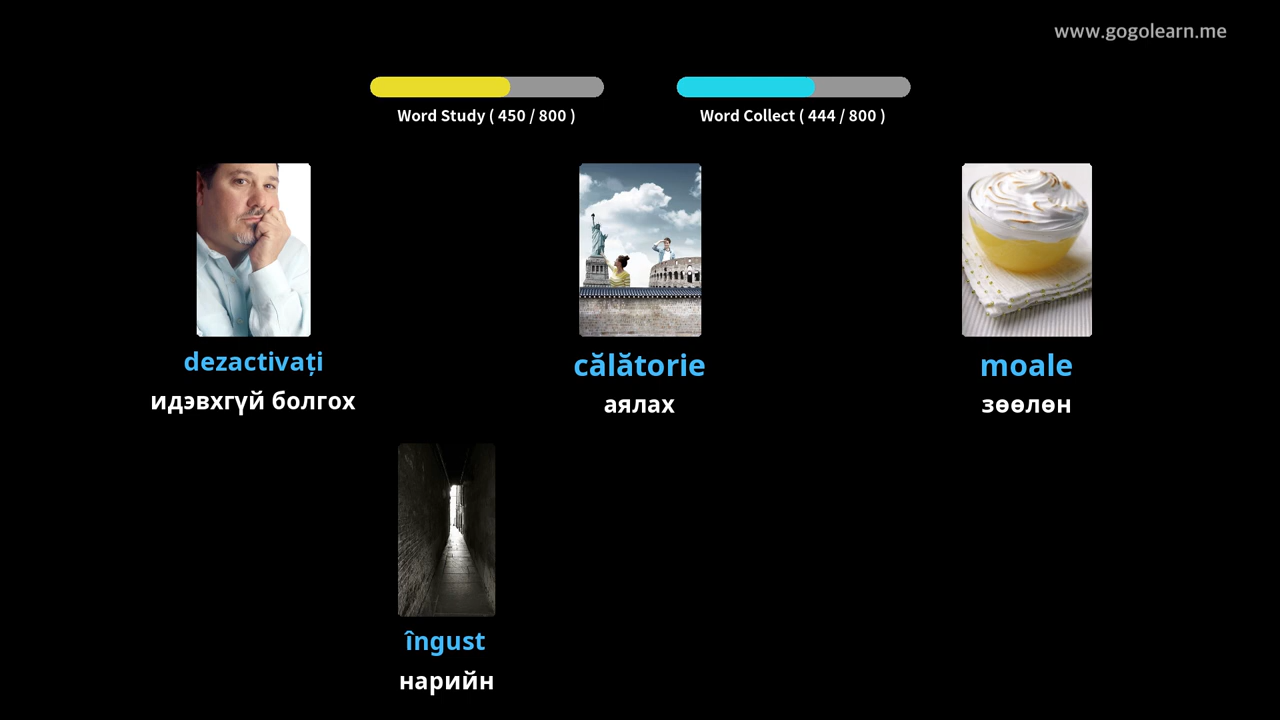 www.gogolearn.me
Word Study ( 450 / 800 )
Word Collect ( 444 / 800 )
dezactivați
călătorie
moale
идэвхгүй болгох
аялах
зөөлөн
îngust
нарийн